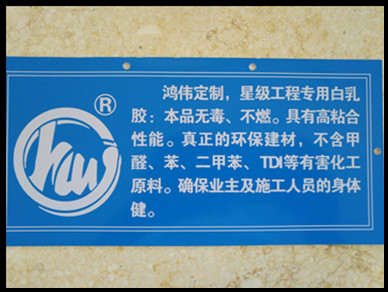 ®
鸿伟定制，星级工程专用白乳
胶：本品无毒、不燃。具有高粘合
性能。真正的环保建材，不含甲
醛、苯、二甲苯、TDI等有害化工
原料。确保业主及施工人员的身体
健。